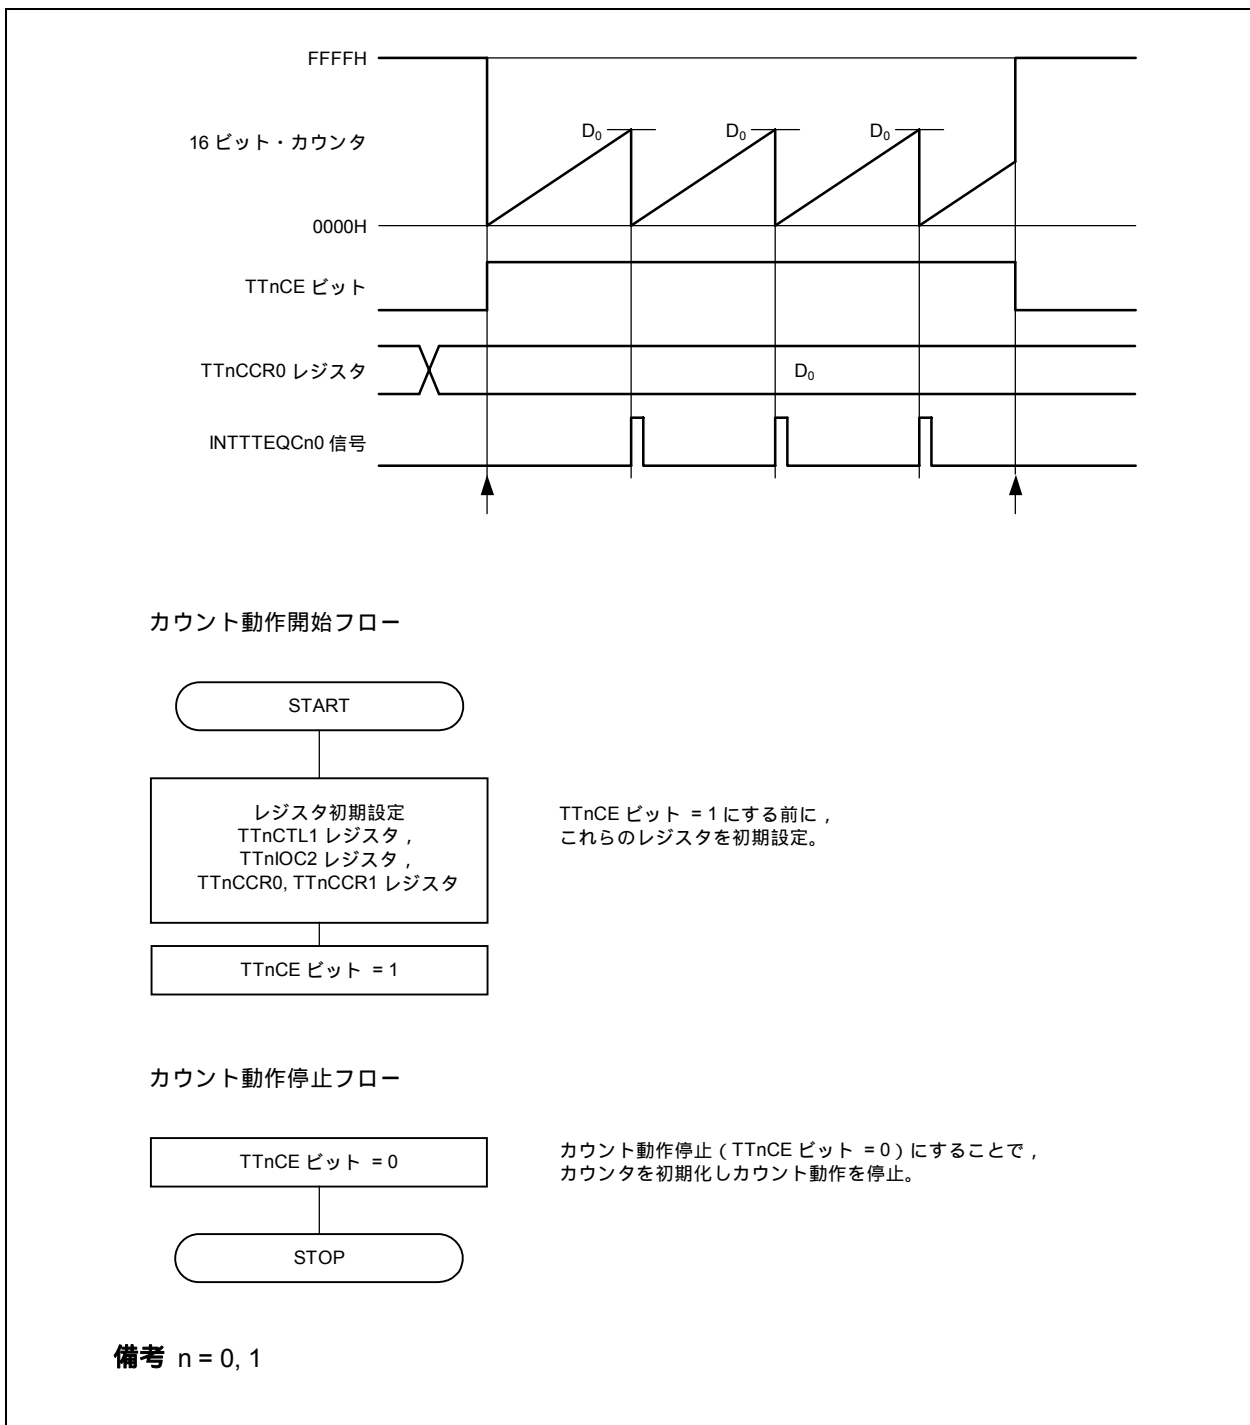 FFFFH
16 ビット・カウンタ
D0
D0
D0
0000H
TTnCE ビット
TTnCCR0 レジスタ
D0
INTTTEQCn0 信号
カウント動作開始フロー
START
レジスタ初期設定
TTnCTL1 レジスタ，
TTnIOC2 レジスタ，
TTnCCR0, TTnCCR1 レジスタ
TTnCE ビット = 1にする前に，
これらのレジスタを初期設定。
TTnCE ビット = 1
カウント動作停止フロー
TTnCE ビット = 0
カウント動作停止（TTnCE ビット = 0）にすることで，
カウンタを初期化しカウント動作を停止。
STOP
備考 n = 0, 1